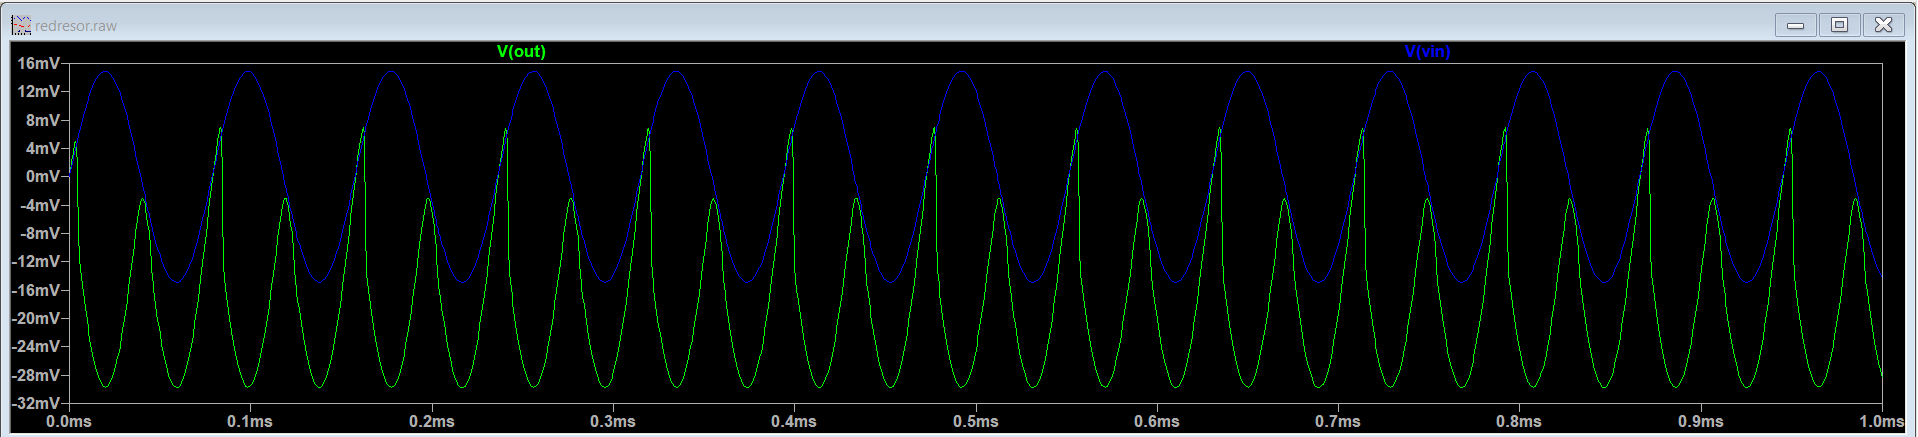 redresor.raw
V(out) V(vin)
16mV
12mV
8mV
4mV
0mV
-4mV
-8mV
-12mV
-16mV
-20mV
-24mV
-28mV
-32mV
0.0ms 0.1ms 0.2ms 0.3ms 0.4ms 0.5ms 0.6ms 0.7ms 0.8ms 0.9ms 1.0ms